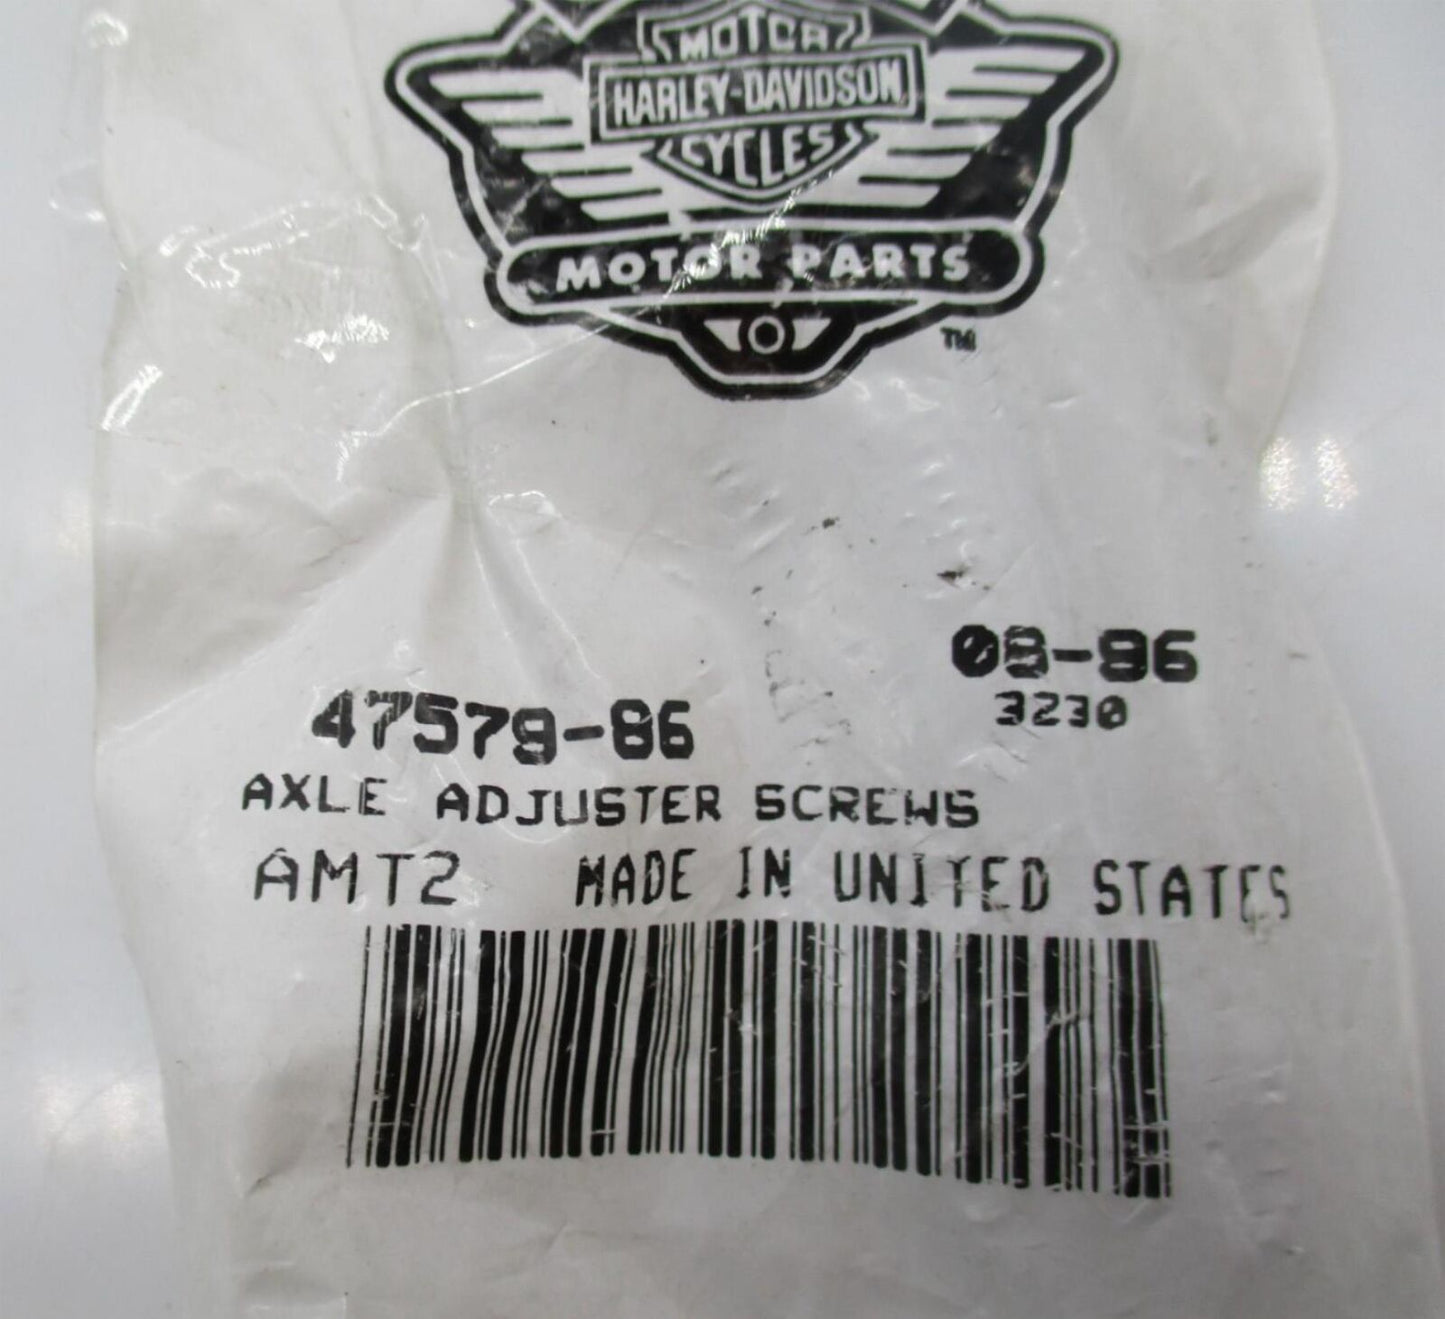 MOTOR
HARLEY-DAVIDSON
CYCLES
MOTOR PARTS
TM
08-96
3230
47579-86
AXLE ADJUSTER SCREWS
AMT2 MADE IN UNITED STATES